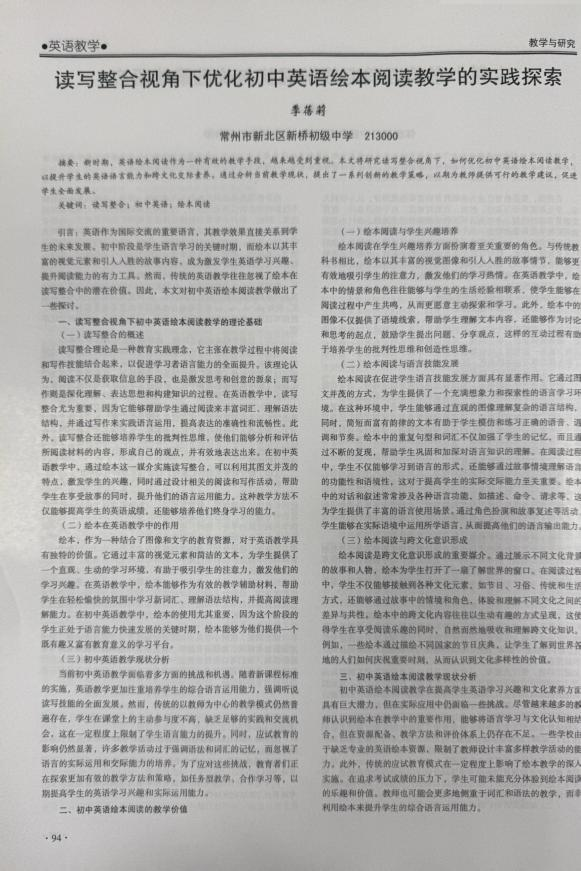 ●英语教学●
教学与研究
读写整合视角下优化初中英语绘本阅读教学的实践探索
季蓓莉
常州市新北区新桥初级中学 213000
摘要：新时期，英语绘本阅读作为一种有效的教学手段，越来越受到重视。本文将研究读写整合视角下，如何优化初中英语绘本阅读教学，
以提升学生的英语语言能力和跨文化交际素养。通过分析当前教学现状，提出了一系列创新的教学策略，以期为教师提供可行的教学建议，促进
学生全面发展。
关键词：读写整合；初中英语；绘本阅读
引言：英语作为国际交流的重要语言，其教学效果直接关系到学
生的未来发展。初中阶段是学生语言学习的关键时期，而绘本以其丰
富的视觉元素和引人入胜的故事内容，成为激发学生英语学习兴趣、
提升阅读能力的有力工具。然而，传统的英语教学往往忽视了绘本在
读写整合中的潜在价值。因此，本文对初中英语绘本阅读教学做出了
一些探讨。
一、读写整合视角下初中英语绘本阅读教学的理论基础
（一）读写整合的概述
读写整合理论是一种教育实践理念，它主张在教学过程中将阅读
和写作技能结合起来，以促进学习者语言能力的全面提升。该理论认
为，阅读不仅是获取信息的手段，也是激发思考和创意的源泉；而写
作则是深化理解、表达思想和构建知识的过程。在英语教学中，读写
整合尤为重要，因为它能够帮助学生通过阅读来丰富词汇、理解语法
结构，并通过写作来实践语言运用，提高表达的准确性和流畅性。此
外，读写整合还能够培养学生的批判性思维，使他们能够分析和评估
所阅读材料的内容，形成自己的观点，并有效地表达出来。在初中英
语教学中，通过绘本这一媒介实施读写整合，可以利用其图文并茂的
特点，激发学生的兴趣，同时通过设计相关的阅读和写作活动，帮助
学生在享受故事的同时，提升他们的语言运用能力。这种教学方法不
仅能够提高学生的英语成绩，还能够培养他们终身学习的能力。
（二）绘本在英语教学中的作用
绘本，作为一种结合了图像和文字的教育资源，对于英语教学具
有独特的价值。它通过丰富的视觉元素和简洁的文本，为学生提供了
一个直观、生动的学习环境，有助于吸引学生的注意力，激发他们的
学习兴趣。在英语教学中，绘本能够作为有效的教学辅助材料，帮助
学生在轻松愉快的氛围中学习新词汇、理解语法结构，并提高阅读理
解能力。在初中英语教学中，绘本的使用尤其重要，因为这个阶段的
学生正处于语言能力快速发展的关键时期，绘本能够为他们提供一个
既有趣又富有教育意义的学习平台。
（三）初中英语教学现状分析
当前初中英语教学面临着多方面的挑战和机遇。随着新课程标准
的实施，英语教学更加注重培养学生的综合语言运用能力，强调听说
读写技能的全面发展。然而，传统的以教师为中心的教学模式仍然普
遍存在，学生在课堂上的主动参与度不高，缺乏足够的实践和交流机
会，这在一定程度上限制了学生语言能力的提升。同时，应试教育的
影响仍然显著，许多教学活动过于强调语法和词汇的记忆，而忽视了
语言的实际运用和交际能力的培养。为了应对这些挑战，教育者们正
在探索更加有效的教学方法和策略，如任务型教学、合作学习等，以
期提高学生的英语学习兴趣和实际运用能力。
二、初中英语绘本阅读的教学价值
（一）绘本阅读与学生兴趣培养
绘本阅读在学生兴趣培养方面扮演着至关重要的角色。与传统教
科书相比，绘本以其丰富的视觉图像和引人入胜的故事情节，能够更
有效地吸引学生的注意力，激发他们的学习热情。在英语教学中，绘
本中的情景和角色往往能够与学生的生活经验相联系，使学生能够在
阅读过程中产生共鸣，从而更愿意主动探索和学习。此外，绘本中的
图像不仅提供了语境线索，帮助学生理解文本内容，还能够作为讨论
和思考的起点，鼓励学生提出问题、分享观点，这样的互动过程有助
于培养学生的批判性思维和创造性思维。
（二）绘本阅读与语言技能发展
绘本阅读在促进学生语言技能发展方面具有显著作用。它通过图
文并茂的方式，为学生提供了一个充满想象力和探索性的语言学习环
境。在这种环境中，学生能够通过直观的图像理解复杂的语言结构，
同时，简短而富有韵律的文本有助于学生模仿和练习正确的语音、语
调和节奏。绘本中的重复句型和词汇不仅加强了学生的记忆，而且通
过不断的复现，帮助学生巩固和加深对语言知识的理解。在阅读过程
中，学生不仅能够学习到语言的形式，还能够通过故事情境理解语言
的功能性和语境性，这对于提高学生的实际交际能力至关重要。绘本
中的对话和叙述常常涉及各种语言功能，如描述、命令、请求等，这
为学生提供了丰富的语言使用场景。通过角色扮演和故事复述等活动，
学生能够在实际语境中运用所学语言，从而提高他们的语言输出能力。
（三）绘本阅读与跨文化意识形成
绘本阅读是跨文化意识形成的重要媒介。通过展示不同文化背景
的故事和人物，绘本为学生打开了一扇了解世界的窗口。在阅读过程
中，学生不仅能够接触到各种文化元素，如节日、习俗、传统和生活
方式，还能够通过故事中的情境和角色，体验和理解不同文化之间的
差异与共性。绘本中的跨文化内容往往以生动有趣的方式呈现，这使
得学生在享受阅读乐趣的同时，自然而然地吸收和理解跨文化知识。
例如，一些绘本通过描绘不同国家的节日庆典，让学生了解到世界各
地的人们如何庆祝重要时刻，从而认识到文化多样性的价值。
三、初中英语绘本阅读教学现状分析
初中英语绘本阅读教学在提高学生英语学习兴趣和文化素养方面
具有巨大潜力，但在实际应用中仍面临一些挑战。尽管越来越多的教
师认识到绘本在教学中的重要作用，能够将语言学习与文化认知相结
合，但在资源配备、教学方法和评价体系上仍存在不足。一些学校由
于缺乏专业的英语绘本资源，限制了教师设计丰富多样教学活动的能
力。此外，传统的应试教育模式在一定程度上影响了绘本教学的深入
实施。在追求考试成绩的压力下，学生可能未能充分体验到绘本阅读
的乐趣和价值。教师也可能会更多地侧重于词汇和语法的教学，而非
利用绘本来提升学生的综合语言运用能力。
·94·